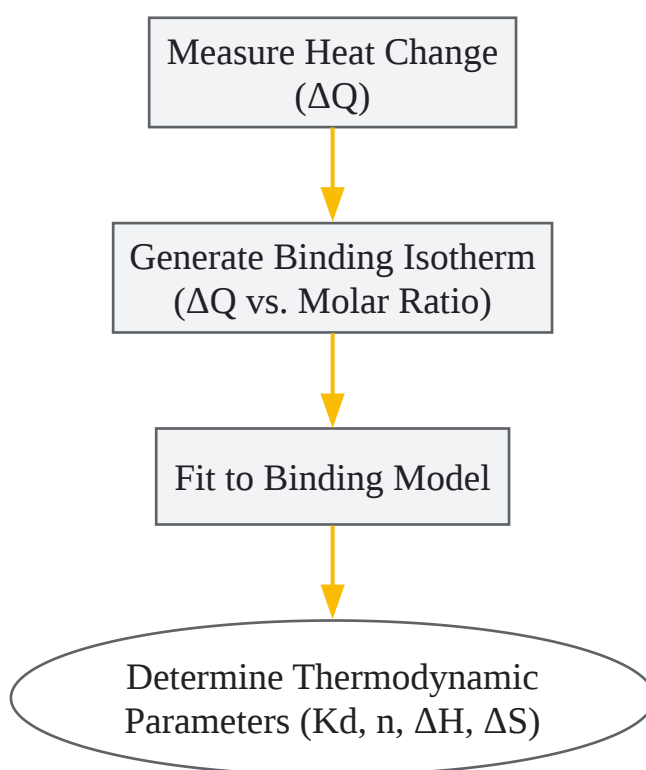 Measure Heat Change
(ΔQ)
Generate Binding Isotherm
(ΔQ vs. Molar Ratio)
Fit to Binding Model
Determine Thermodynamic
Parameters (Kd, n, ΔH, ΔS)